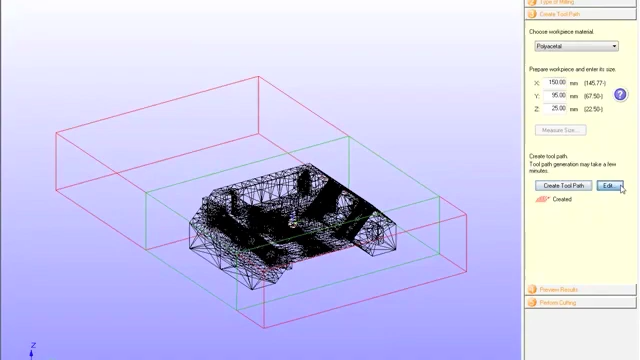 Type of Milling
Create Tool Path
Choose workpiece material.
Polyacetal
Prepare workpiece and enter its size.
X: 150.00 mm (145.77-)
Y: 95.00 mm (67.50-)
Z: 25.00 mm (22.50-)
?
Measure Size...
Create tool path.
Tool path generation may take a few
minutes.
Create Tool Path Edit...
Created
Preview Results
Perform Cutting
Z